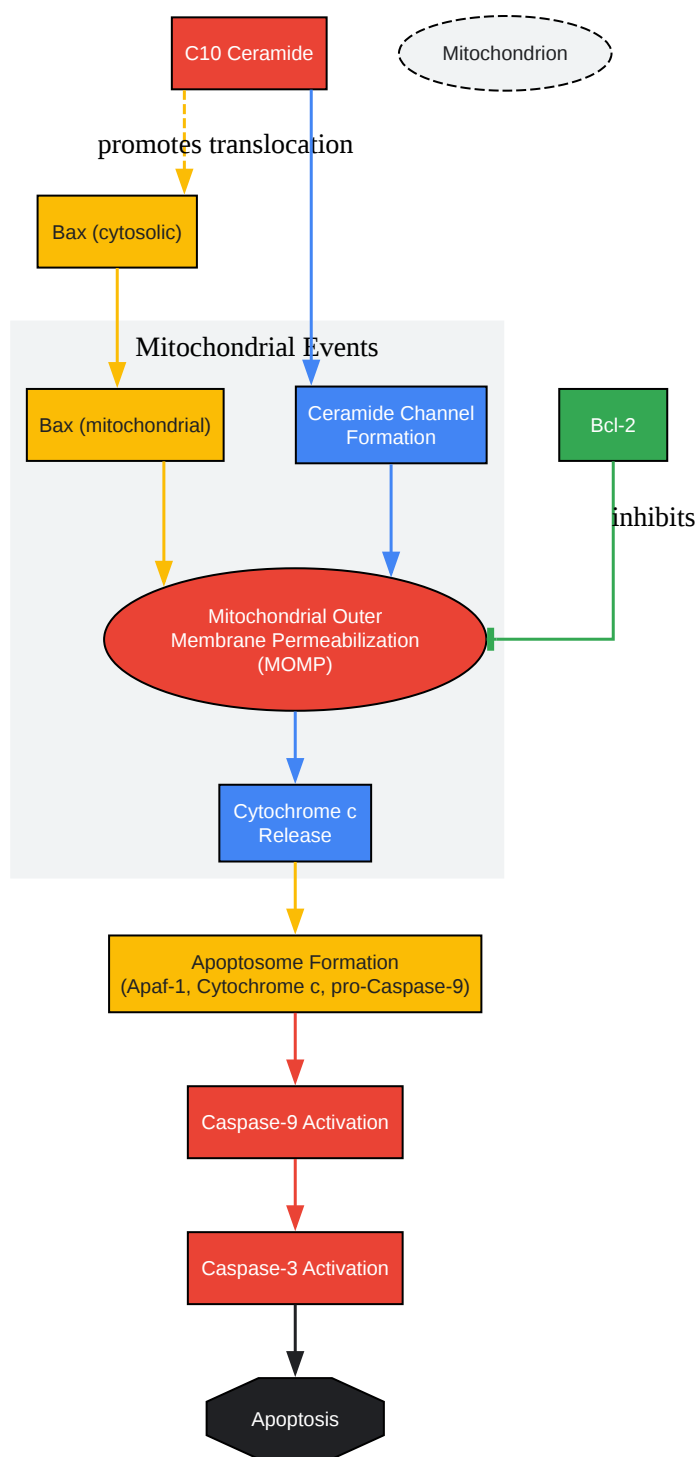 C10 Ceramide
Mitochondrion
promotes translocation
Bax (cytosolic)
Mitochondrial Events
Bax (mitochondrial)
Ceramide Channel
Formation
Bcl-2
inhibits
Mitochondrial Outer
Membrane Permeabilization
(MOMP)
Cytochrome c
Release
Apoptosome Formation
(Apaf-1, Cytochrome c, pro-Caspase-9)
Caspase-9 Activation
Caspase-3 Activation
Apoptosis